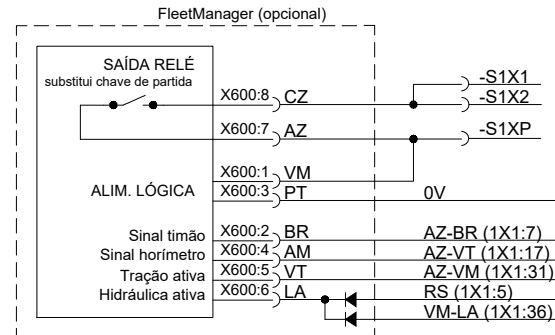 FleetManager (opcional)
SAÍDA RELÉ
substitui chave de partida
X600:8 CZ -S1X1
-S1X2
X600:7 AZ -S1XP
X600:1 VM
ALIM. LÓGICA X600:3 PT 0V
Sinal timão X600:2 BR AZ-BR (1X1:7)
Sinal horímetro X600:4 AM AZ-VT (1X1:17)
Tração ativa X600:5 VT AZ-VM (1X1:31)
Hidráulica ativa X600:6 LA RS (1X1:5)
VM-LA (1X1:36)